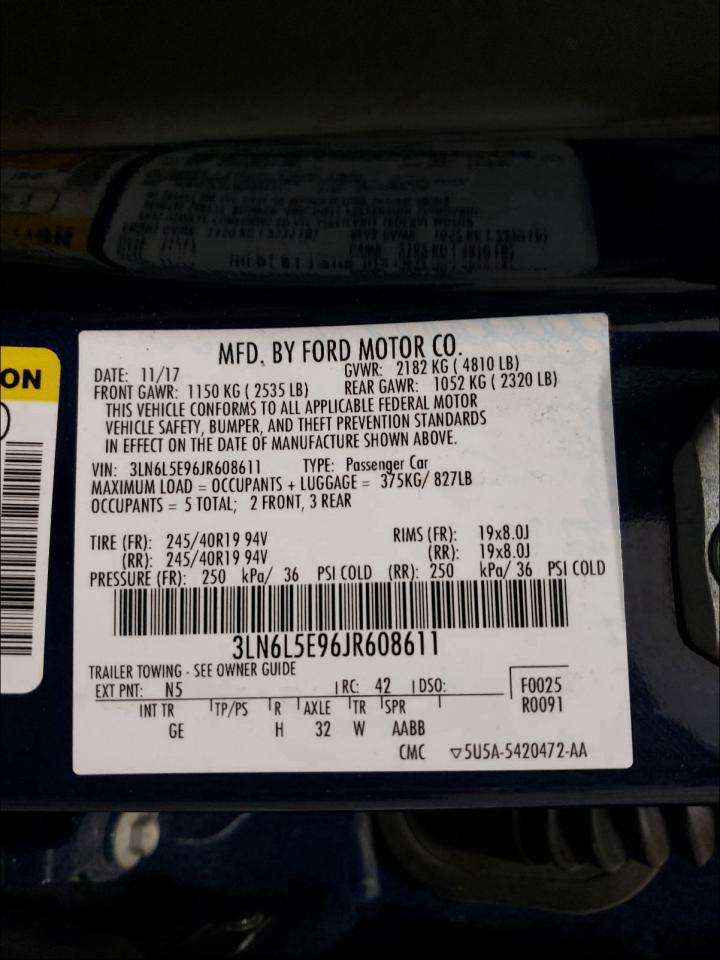 ON
MFD. BY FORD MOTOR CO.
DATE: 11/17 GVWR: 2182 KG ( 4810 LB)
FRONT GAWR: 1150 KG ( 2535 LB) REAR GAWR: 1052 KG ( 2320 LB)
THIS VEHICLE CONFORMS TO ALL APPLICABLE FEDERAL MOTOR
VEHICLE SAFETY, BUMPER, AND THEFT PREVENTION STANDARDS
IN EFFECT ON THE DATE OF MANUFACTURE SHOWN ABOVE.
VIN: 3LN6L5E96JR608611 TYPE: Passenger Car
MAXIMUM LOAD = OCCUPANTS + LUGGAGE = 375KG/ 827LB
OCCUPANTS = 5 TOTAL; 2 FRONT, 3 REAR
TIRE (FR): 245/40R19 94V RIMS (FR): 19x8.0J
(RR): 245/40R19 94V (RR): 19x8.0J
PRESSURE (FR): 250 kPa/ 36 PSI COLD (RR): 250 kPa/ 36 PSI COLD
3LN6L5E96JR608611
TRAILER TOWING - SEE OWNER GUIDE
EXT PNT: N5 RC: 42 DSO: F0025
INT TR TP/PS R AXLE TR SPR R0091
GE H 32 W AABB
CMC ▽5U5A-5420472-AA